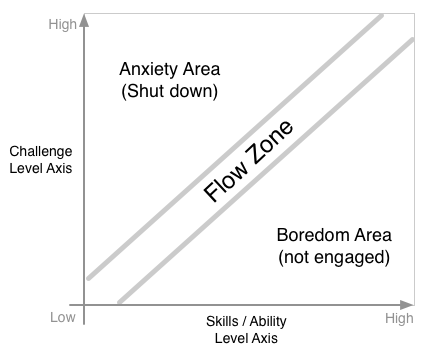 High
Anxiety Area
(Shut down)
Challenge
Level Axis
Flow Zone
Boredom Area
(not engaged)
Low
Skills / Ability
Level Axis
High